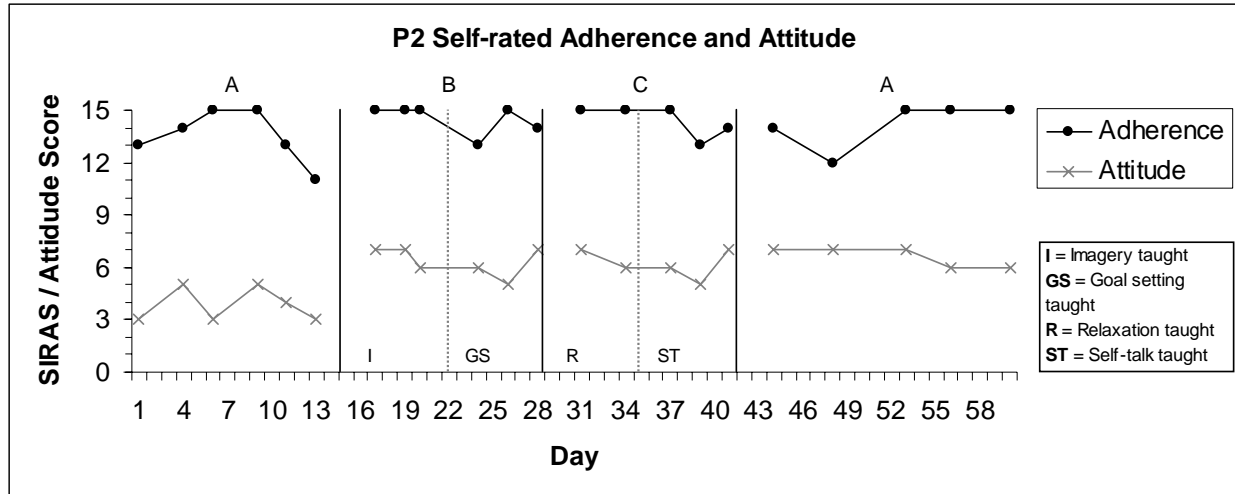 P2 Self-rated Adherence and Attitude
A B C A
SIRAS / Attidude Score
15
12
9
6
3
0
I GS R ST
1 4 7 10 13 16 19 22 25 28 31 34 37 40 43 46 49 52 55 58
Day
Adherence
Attitude
I = Imagery taught
GS = Goal setting
taught
R = Relaxation taught
ST = Self-talk taught